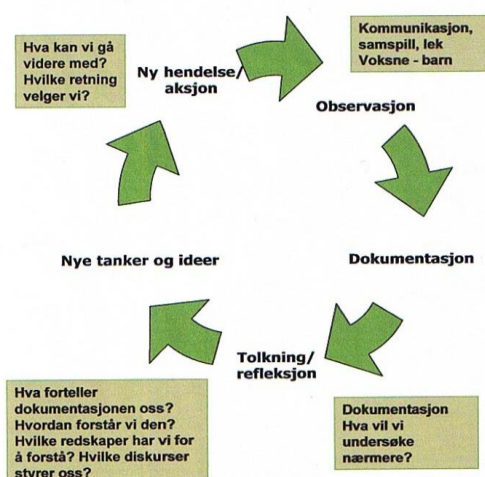 Hva kan vi gå
videre med?
Hvilke retning
velger vi?
Ny hendelse/
aksjon
Kommunikasjon,
samspill, lek
Voksne - barn
Observasjon
Dokumentasjon
Dokumentasjon
Hva vil vi
undersøke
nærmere?
Tolkning/
refleksjon
Hva forteller
dokumentasjonen oss?
Hvordan forstår vi den?
Hvilke redskaper har vi for
å forstå? Hvilke diskurser
styrer oss?
Nye tanker og ideer